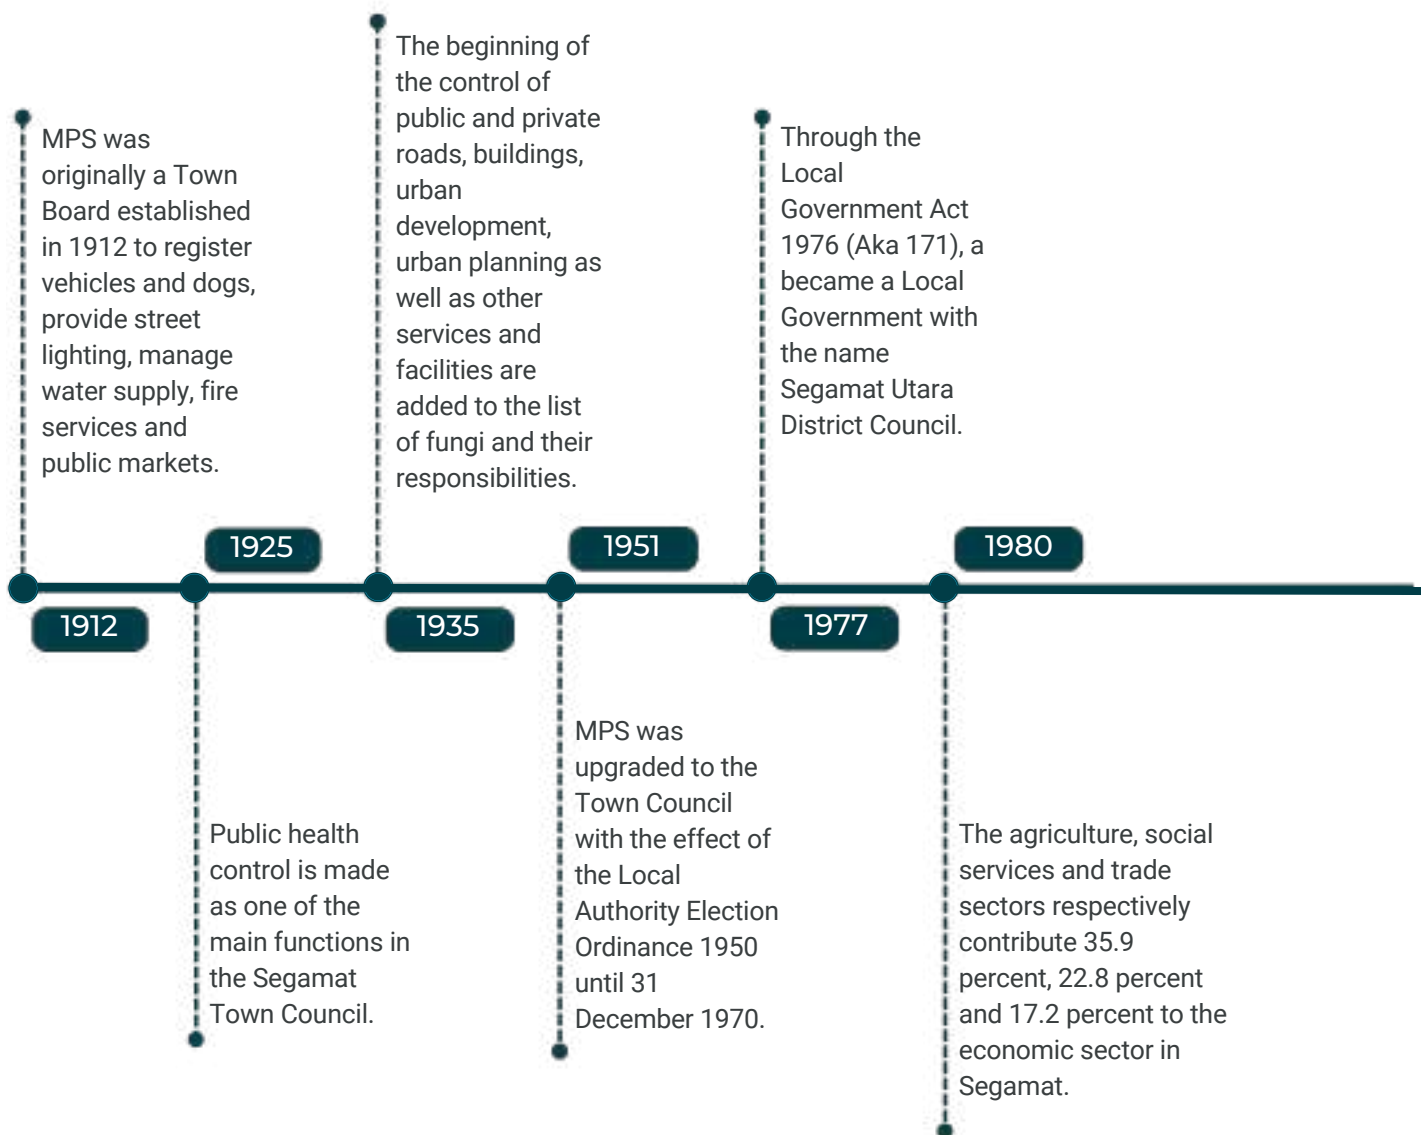 1912
MPS was
originally a Town
Board established
in 1912 to register
vehicles and dogs,
provide street
lighting, manage
water supply, fire
services and
public markets.
1925
Public health
control is made
as one of the
main functions in
the Segamat
Town Council.
1935
The beginning of
the control of
public and private
roads, buildings,
urban
development,
urban planning as
well as other
services and
facilities are
added to the list
of fungi and their
responsibilities.
1951
MPS was
upgraded to the
Town Council
with the effect of
the Local
Authority Election
Ordinance 1950
until 31
December 1970.
1977
Through the
Local
Government Act
1976 (Aka 171), a
became a Local
Government with
the name
Segamat Utara
District Council.
1980
The agriculture, social
services and trade
sectors respectively
contribute 35.9
percent, 22.8 percent
and 17.2 percent to the
economic sector in
Segamat.